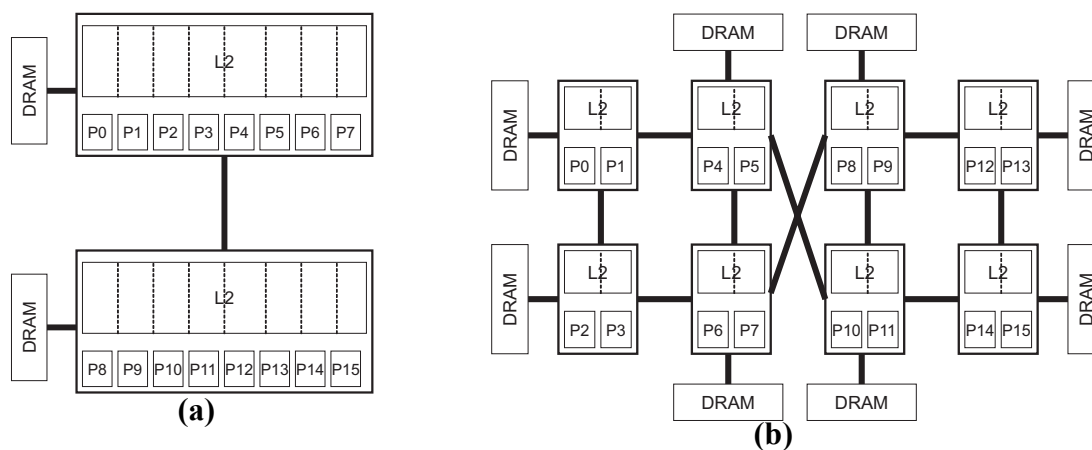 DRAM
L2
P0 P1 P2 P3 P4 P5 P6 P7
DRAM
L2
P8 P9 P10 P11 P12 P13 P14 P15
(a)
DRAM DRAM
DRAM L2 L2 L2 L2 DRAM
P0 P1 P4 P5 P8 P9 P12 P13
DRAM L2 L2 L2 L2 DRAM
P2 P3 P6 P7 P10 P11 P14 P15
DRAM DRAM
(b)